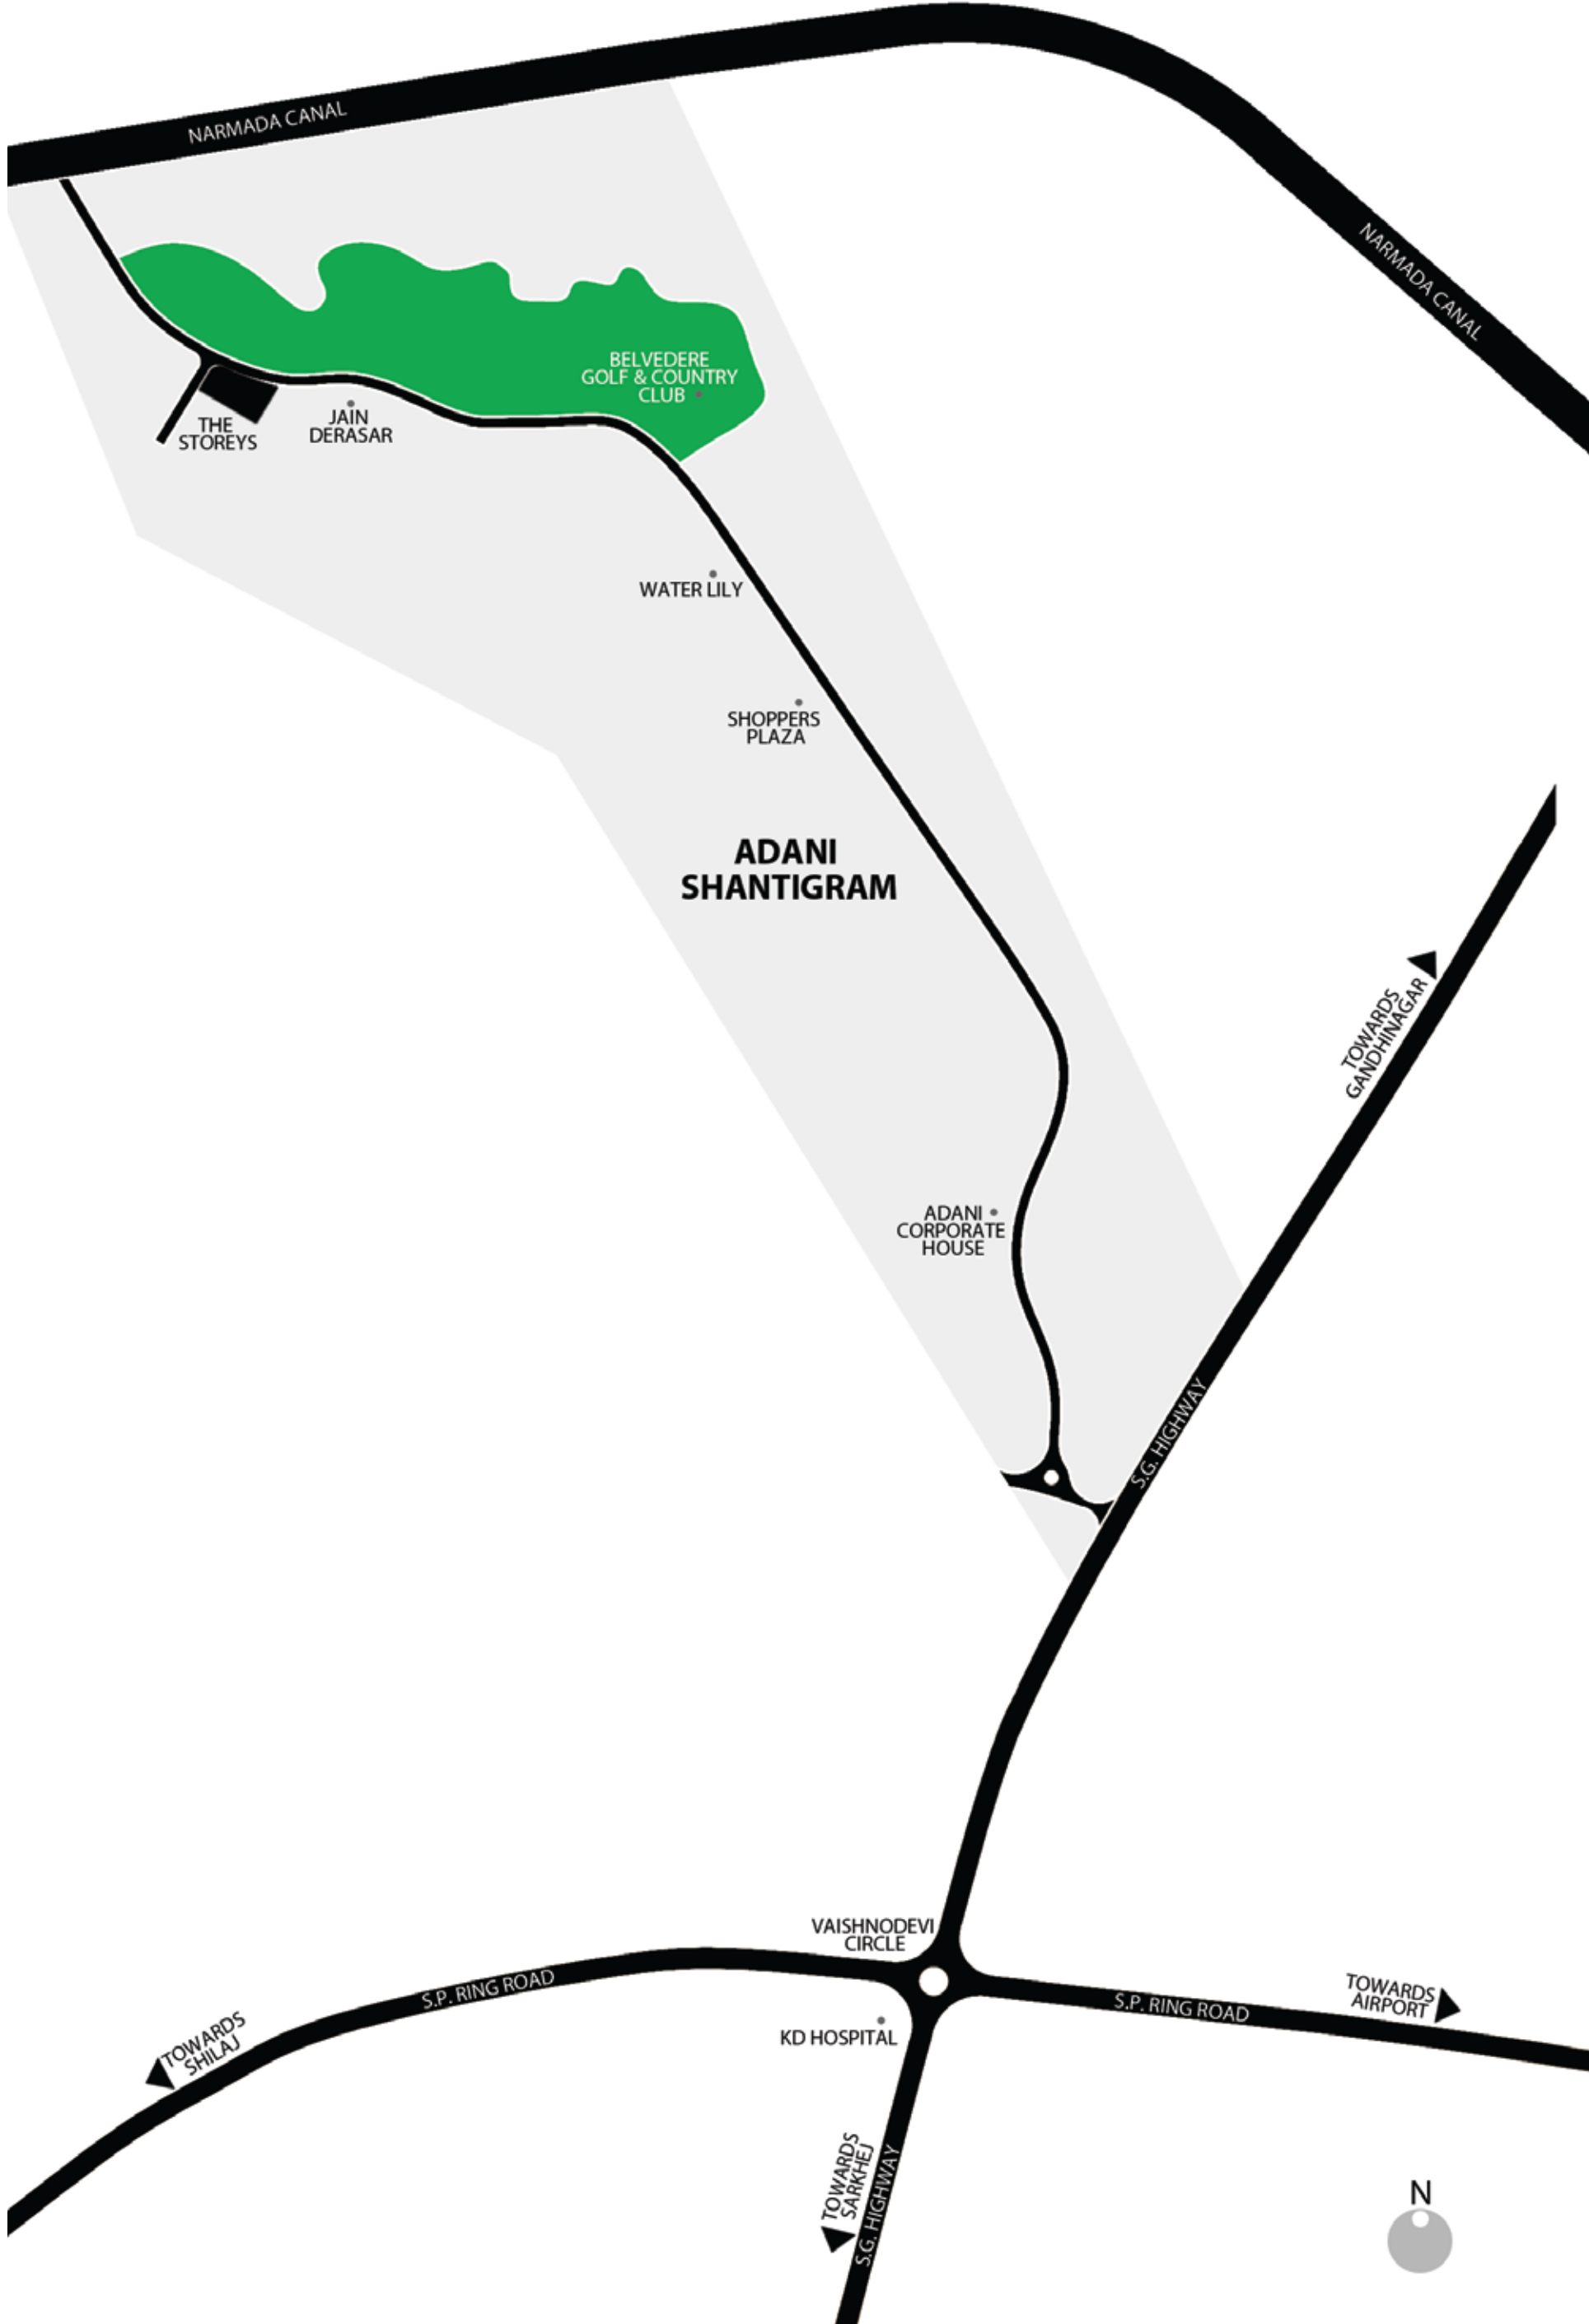 NARMADA CANAL
NARMADA CANAL
BELVEDERE
GOLF & COUNTRY
CLUB
THE
STOREYS
JAIN
DERASAR
WATER LILY
SHOPPERS
PLAZA
ADANI
SHANTIGRAM
TOWARDS
GANDHINAGAR
ADANI
CORPORATE
HOUSE
S.G. HIGHWAY
VAISHNODEVI
CIRCLE
S.P. RING ROAD
S.P. RING ROAD
TOWARDS
AIRPORT
TOWARDS
SHILAJ
KD HOSPITAL
TOWARDS
SARKHEJ
S.G. HIGHWAY
N